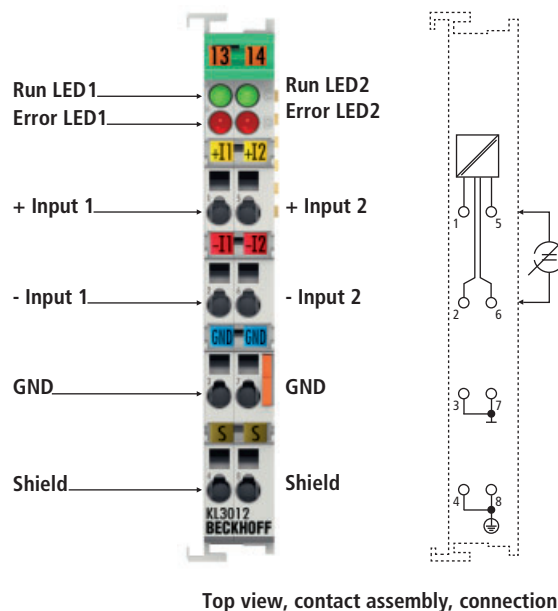 13 14
Run LED1
Run LED2
Error LED1
Error LED2
+I1 +I2
+ Input 1
+ Input 2
1 5
-I1 -I2
- Input 1
- Input 2
2 6
GND GND
GND
GND
3 7
S S
Shield
Shield
4 8
KL3012
BECKHOFF
Top view, contact assembly, connection